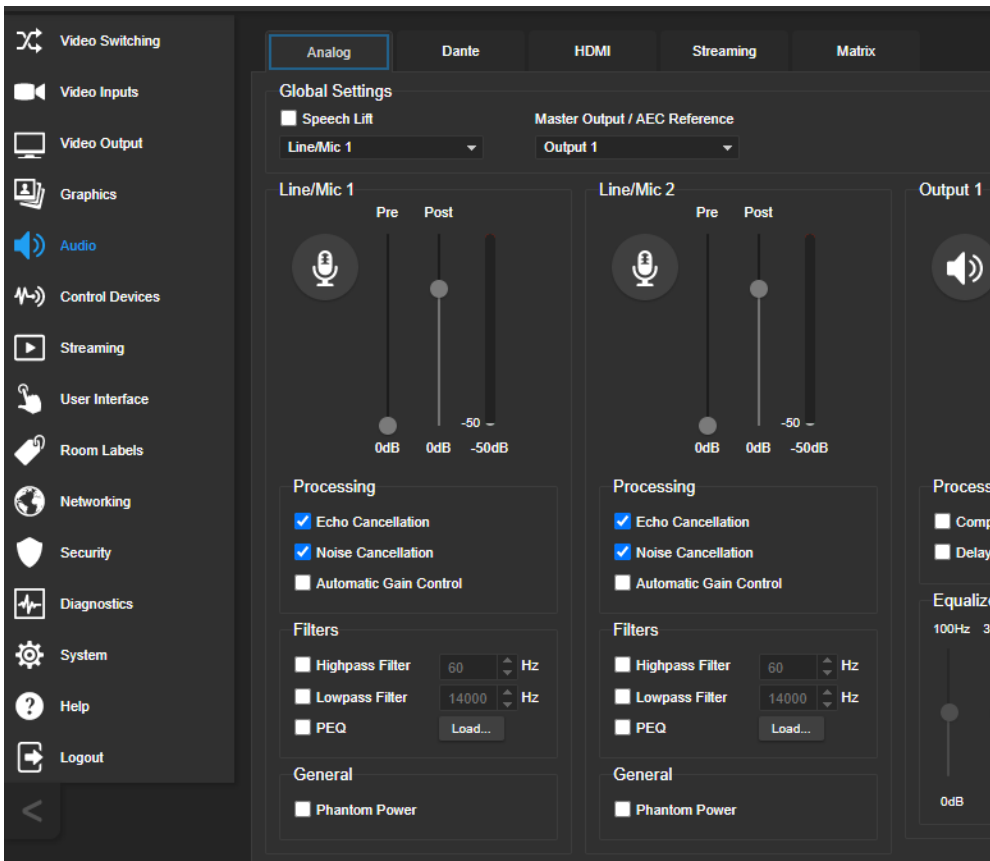 Video Switching
Video Inputs
Video Output
Graphics
Audio
Control Devices
Streaming
User Interface
Room Labels
Networking
Security
Diagnostics
System
Help
Logout
<
Analog Dante HDMI Streaming Matrix
Global Settings
Speech Lift Master Output / AEC Reference
Line/Mic 1 Output 1
Line/Mic 1
Pre Post
-50
0dB 0dB -50dB
Processing
Echo Cancellation
Noise Cancellation
Automatic Gain Control
Filters
Highpass Filter 60 Hz
Lowpass Filter 14000 Hz
PEQ Load...
General
Phantom Power
Line/Mic 2
Pre Post
-50
0dB 0dB -50dB
Processing
Echo Cancellation
Noise Cancellation
Automatic Gain Control
Filters
Highpass Filter 60 Hz
Lowpass Filter 14000 Hz
PEQ Load...
General
Phantom Power
Output 1
Process
Comp
Delay
Equalize
100Hz 3
0dB